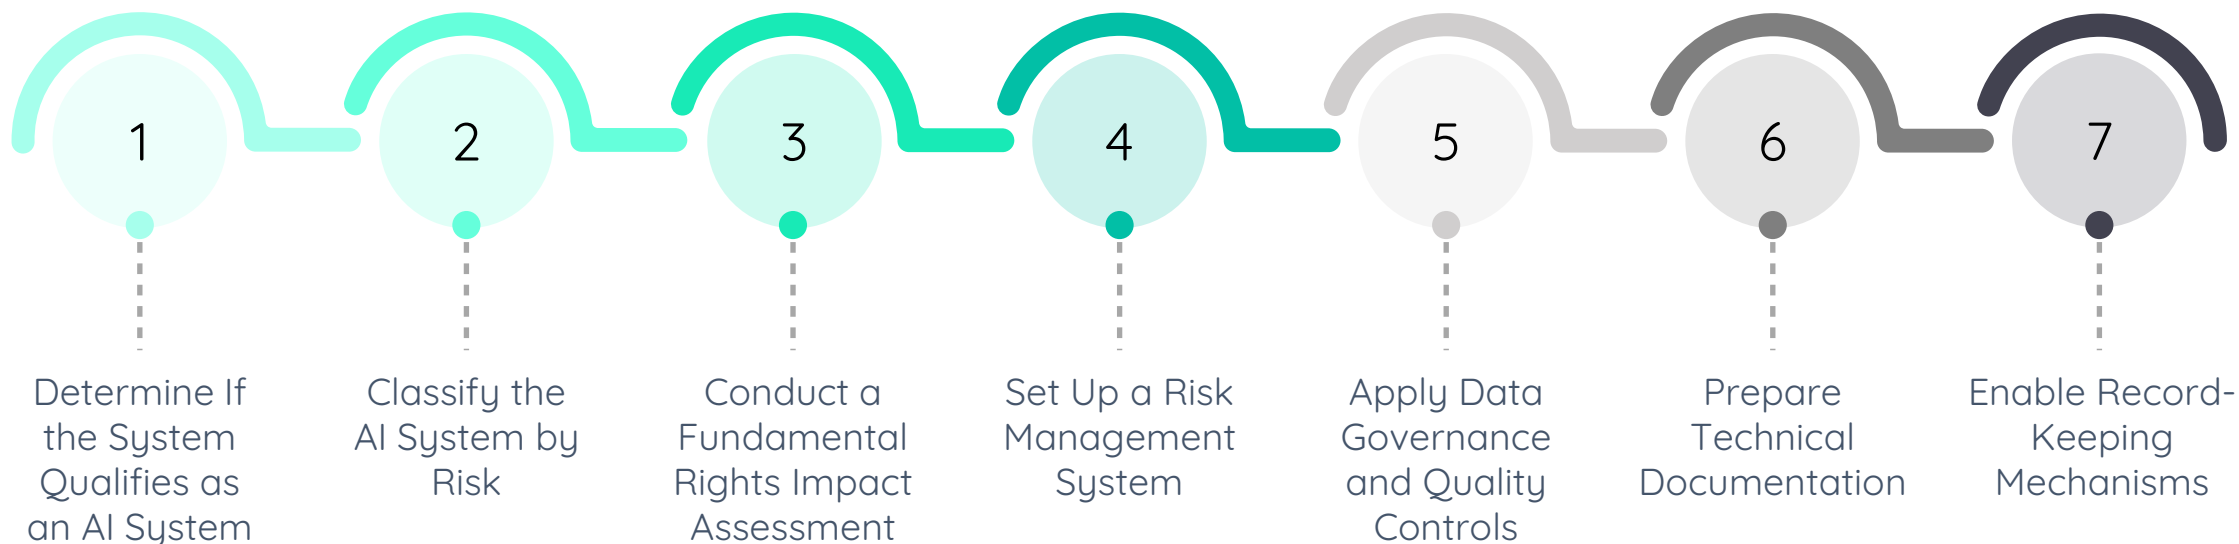 1
2
3
4
5
6
7
Determine If
the System
Qualifies as
an AI System
Classify the
AI System by
Risk
Conduct a
Fundamental
Rights Impact
Assessment
Set Up a Risk
Management
System
Apply Data
Governance
and Quality
Controls
Prepare
Technical
Documentation
Enable Record-
Keeping
Mechanisms